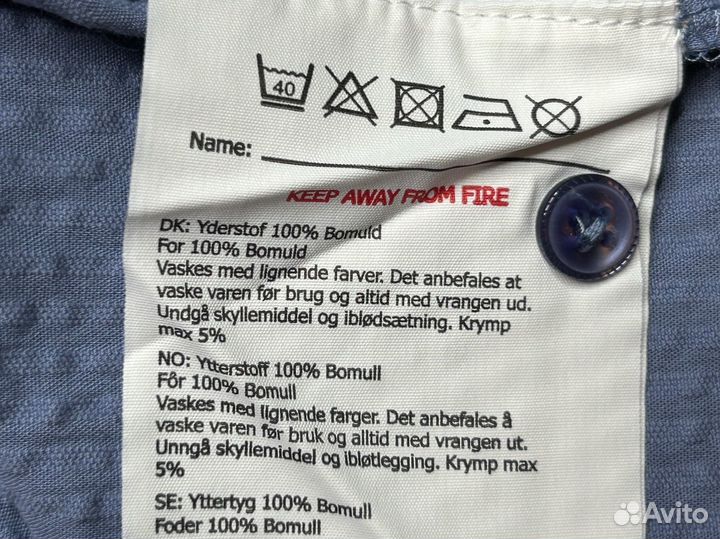 40
Name:
KEEP AWAY FROM FIRE
DK: Yderstof 100% Bomuld
For 100% Bomuld
Vaskes med lignende farver. Det anbefales at
vaske varen før brug og altid med vrangen ud.
Undgå skyllemiddel og iblødsætning. Krymp
max 5%
NO: Ytterstoff 100% Bomull
Fôr 100% Bomull
Vaskes med lignende farger. Det anbefales å
vaske varen før bruk og alltid med vrangen ut.
Unngå skyllemiddel og ibløtlegging. Krymp max
5%
SE: Yttertyg 100% Bomull
Foder 100% Bomull
Avito